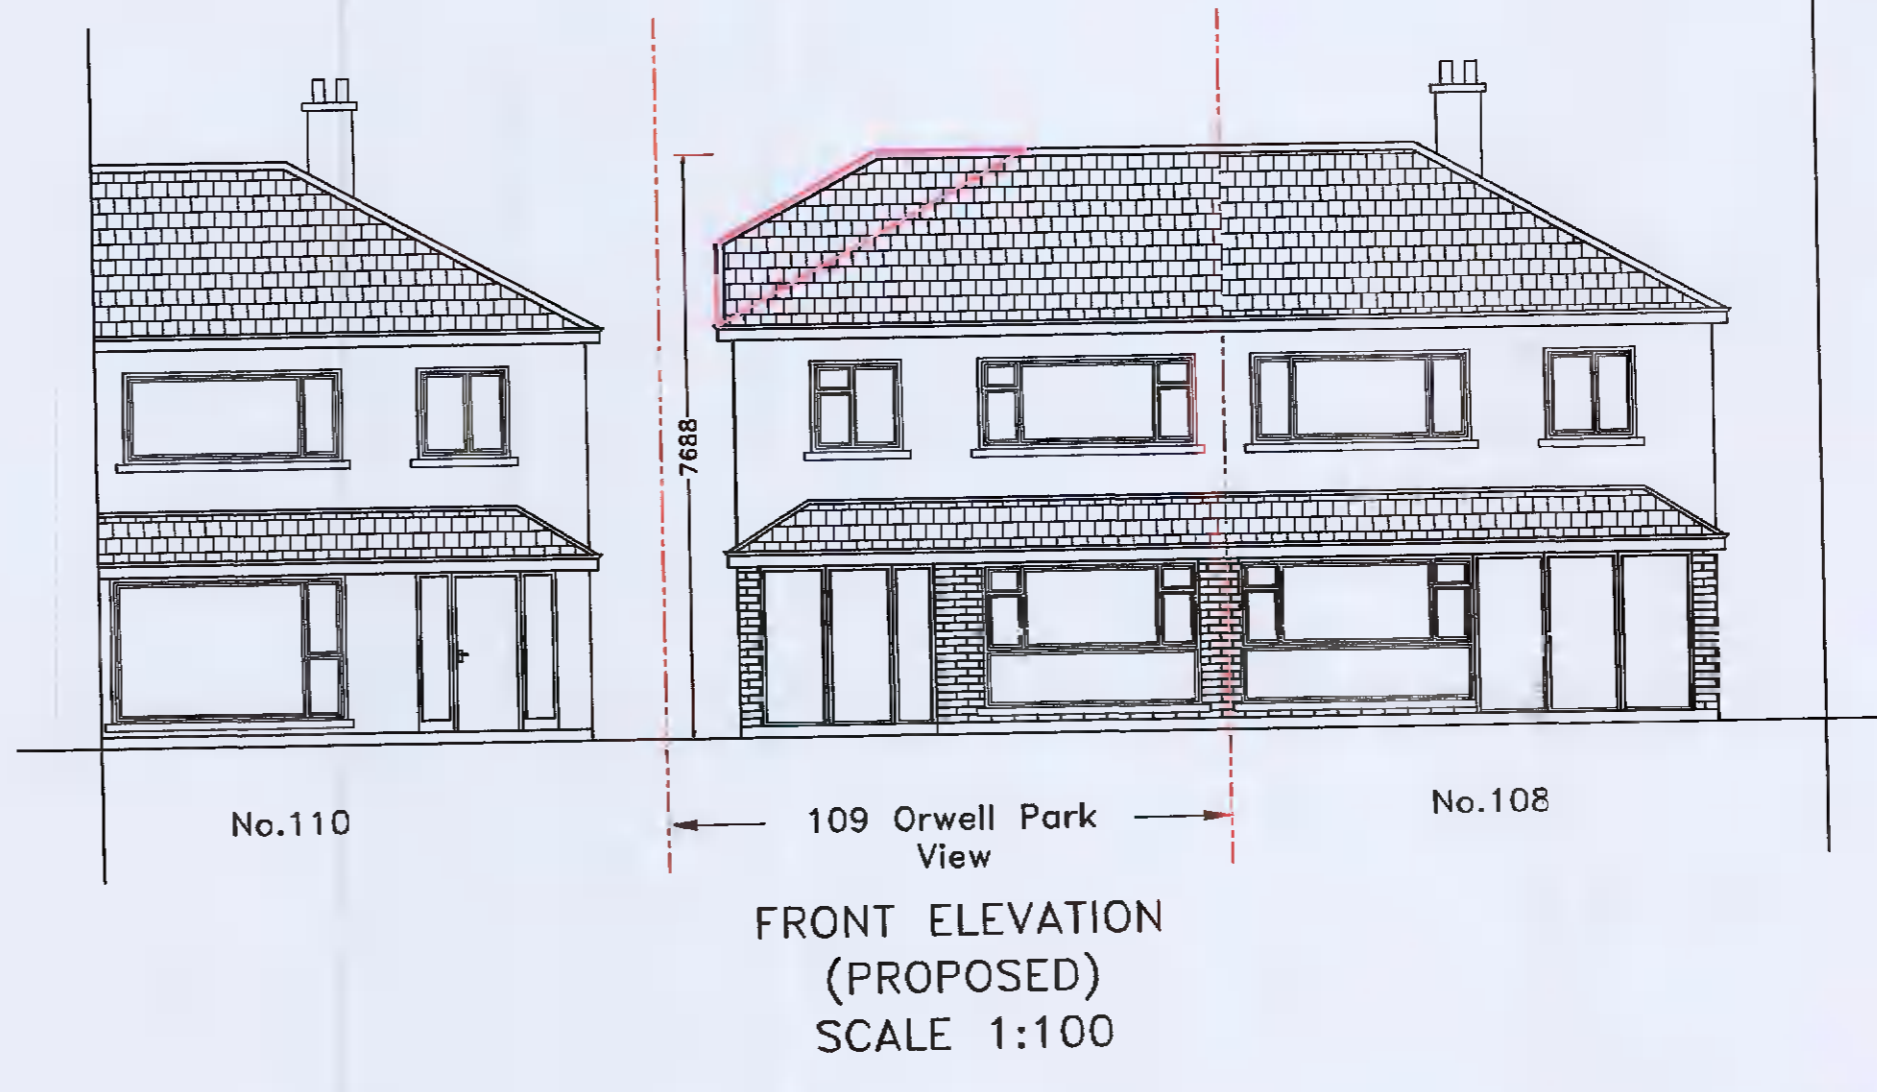 7688
No.110
109 Orwell Park
View
No.108
FRONT ELEVATION
(PROPOSED)
SCALE 1:100